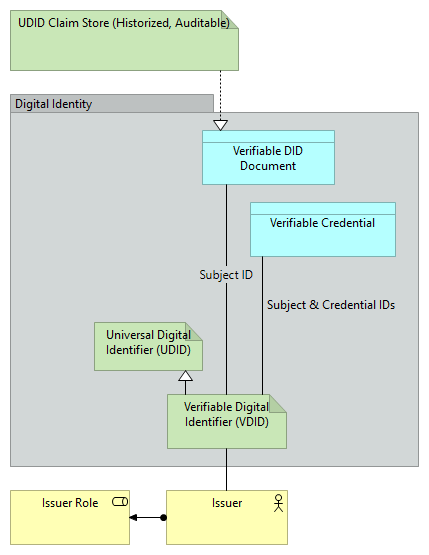 UDID Claim Store (Historized, Auditable)
Digital Identity
Verifiable DID
Document
Verifiable Credential
Subject ID
Subject & Credential IDs
Universal Digital
Identifier (UDID)
Verifiable Digital
Identifier (VDID)
Issuer Role
Issuer